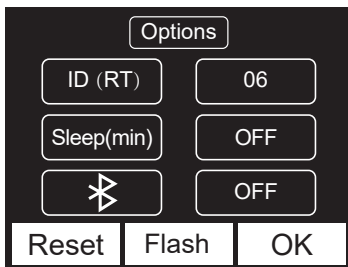 Options
ID (RT) 06
Sleep(min) OFF
OFF
Reset Flash OK